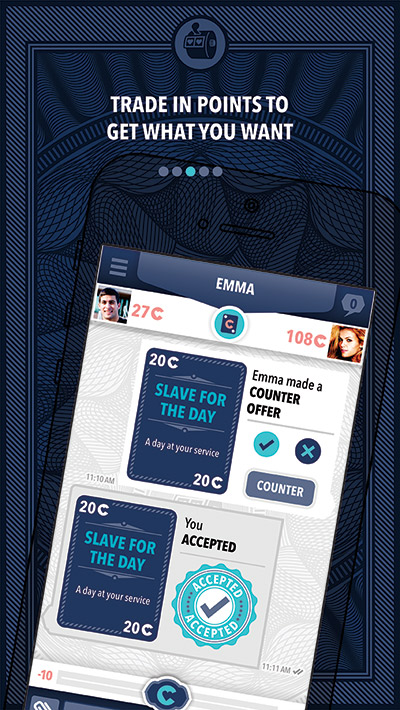 TRADE IN POINTS TO
GET WHAT YOU WANT
EMMA
0
27C
C
108C
20C
SLAVE FOR
THE DAY
A day at your service
20C
Emma made a
COUNTER
OFFER
COUNTER
11:10 AM
20C
SLAVE FOR
THE DAY
A day at your service
20C
You
ACCEPTED
ACCEPTED
ACCEPTED
11:11 AM
-10
C